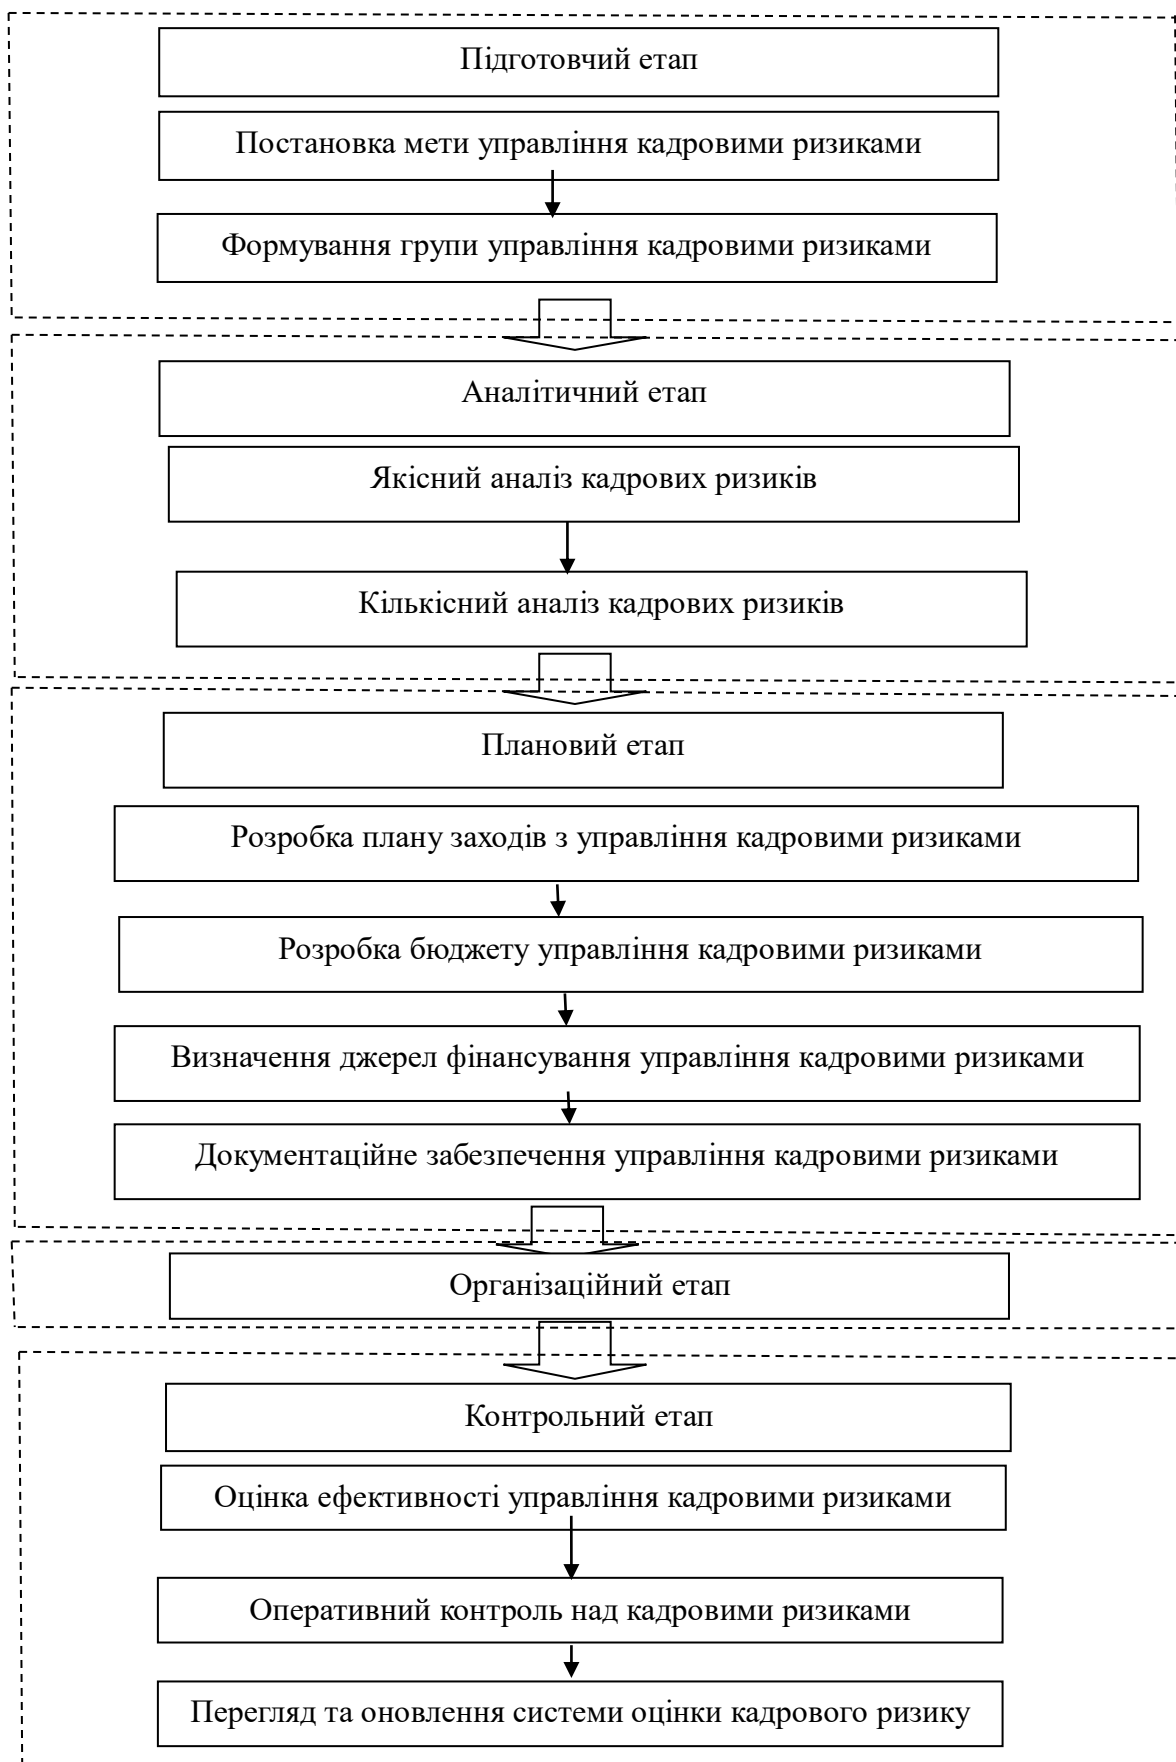 Підготовчий етап
Постановка мети управління кадровими ризиками
Формування групи управління кадровими ризиками
Аналітичний етап
Якісний аналіз кадрових ризиків
Кількісний аналіз кадрових ризиків
Плановий етап
Розробка плану заходів з управління кадровими ризиками
Розробка бюджету управління кадровими ризиками
Визначення джерел фінансування управління кадровими ризиками
Документаційне забезпечення управління кадровими ризиками
Організаційний етап
Контрольний етап
Оцінка ефективності управління кадровими ризиками
Оперативний контроль над кадровими ризиками
Перегляд та оновлення системи оцінки кадрового ризику